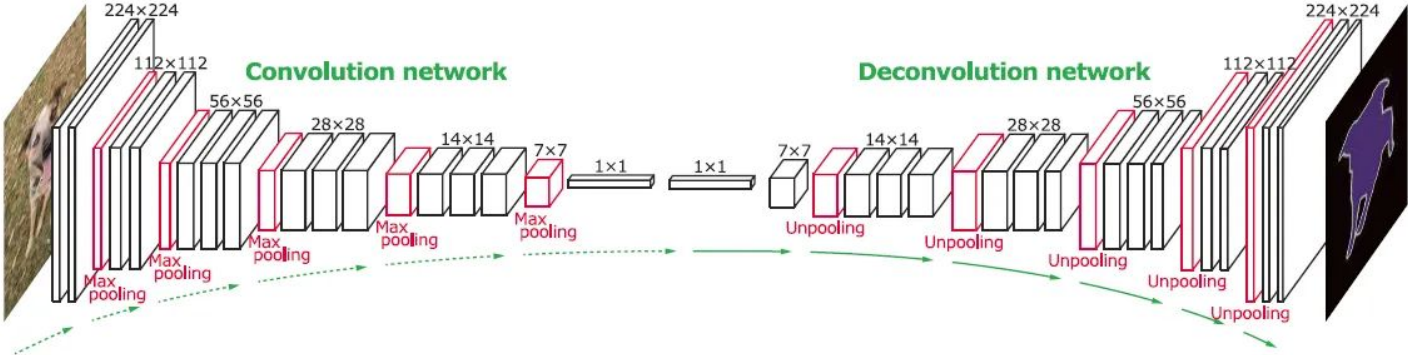 224×224
112×112
56×56
28×28
14×14
7×7
1×1
1×1
7×7
14×14
28×28
56×56
112×112
224×224
Convolution network
Deconvolution network
Max
pooling
Max
pooling
Max
pooling
Max
pooling
Max
pooling
Unpooling
Unpooling
Unpooling
Unpooling
Unpooling